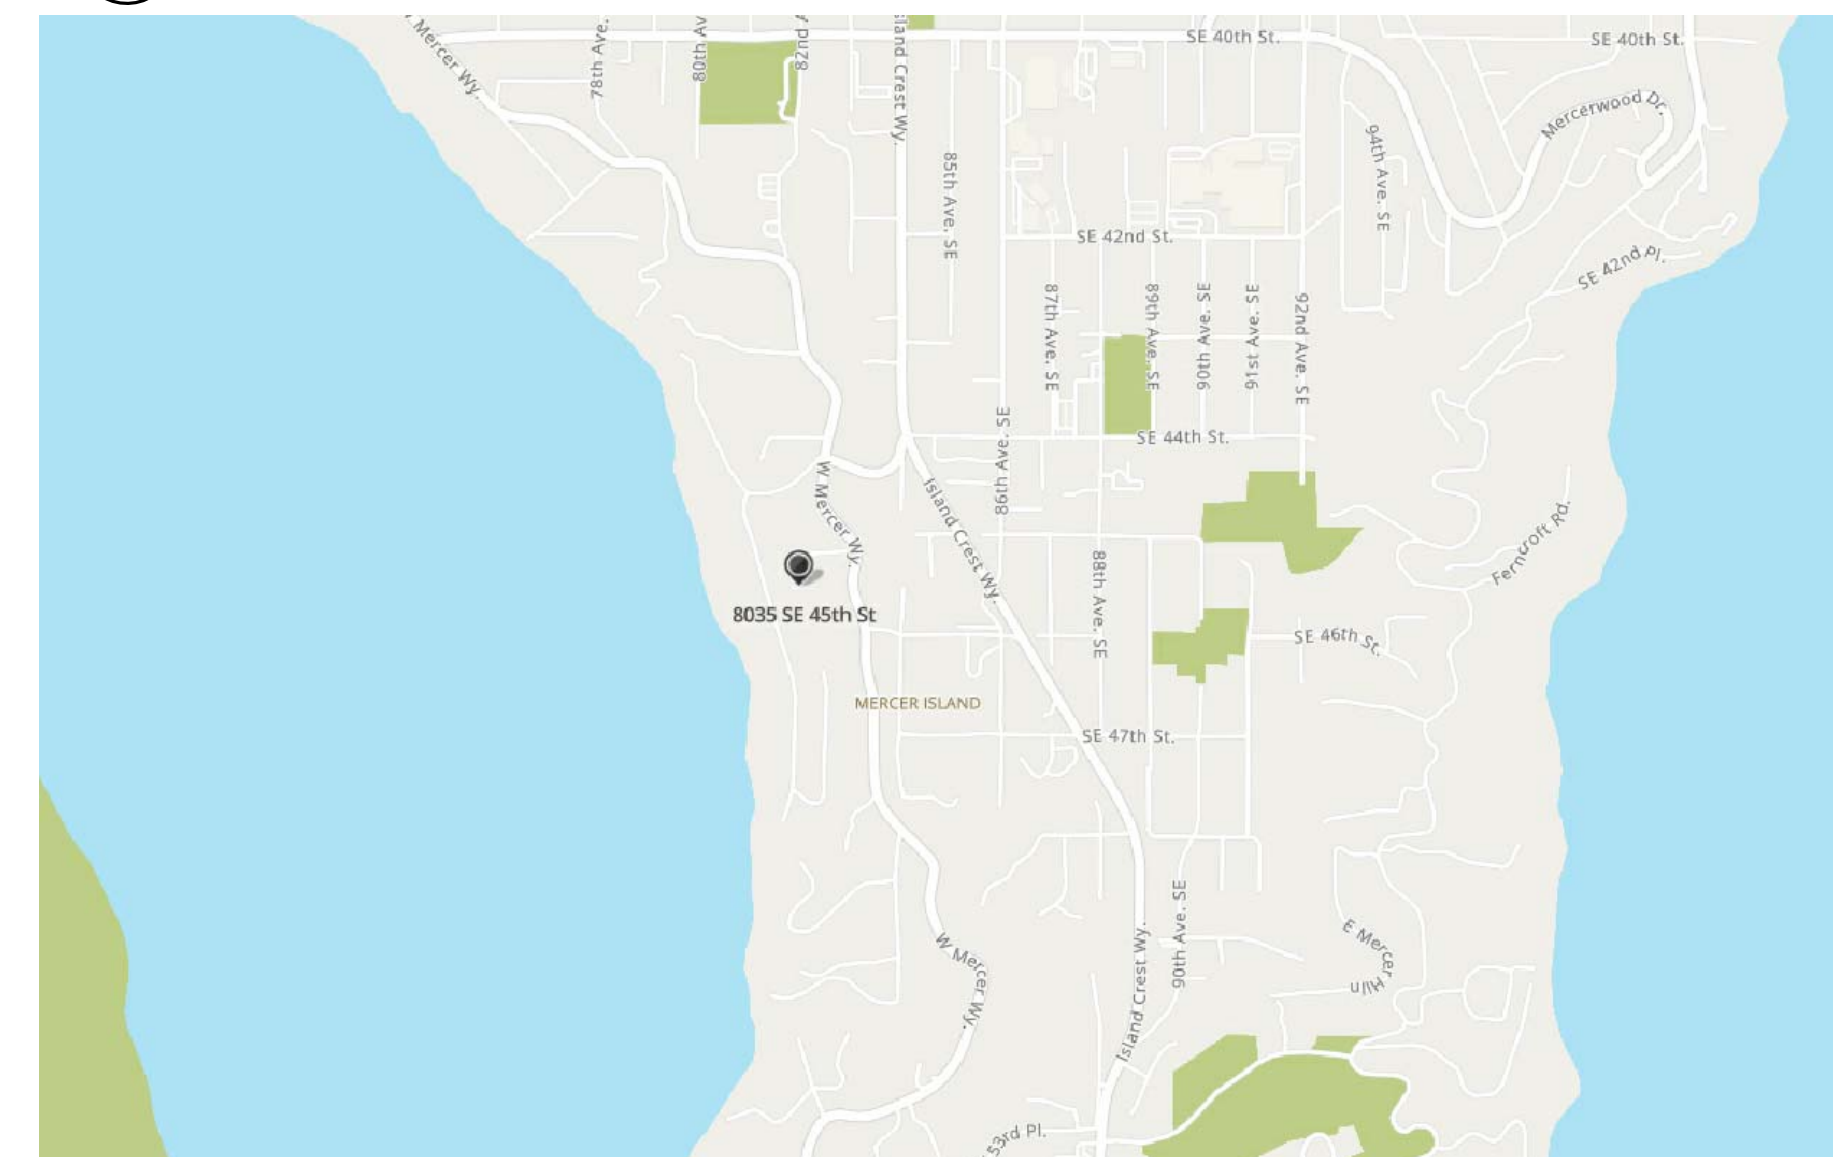 W Mercer Wy.
78th Ave.
80th Av
82nd A
sland Crest Wy.
SE 40th St.
SE 40th St.
Mercerwood Dr.
94th Ave. SE
85th Ave. SE
SE 42nd St.
SE 42nd Pl.
87th Ave. SE
89th Ave. SE
90th Ave. SE
91st Ave. SE
92nd Ave. SE
86th Ave. SE
SE 44th St.
W Mercer Wy.
Island Crest Wy.
Ferncroft Rd.
88th Ave. SE
8035 SE 45th St
SE 46th St.
MERCER ISLAND
SE 47th St.
90th Ave. SE
W Mercer Wy.
Island Crest Wy.
E Mercer
53rd Pl.